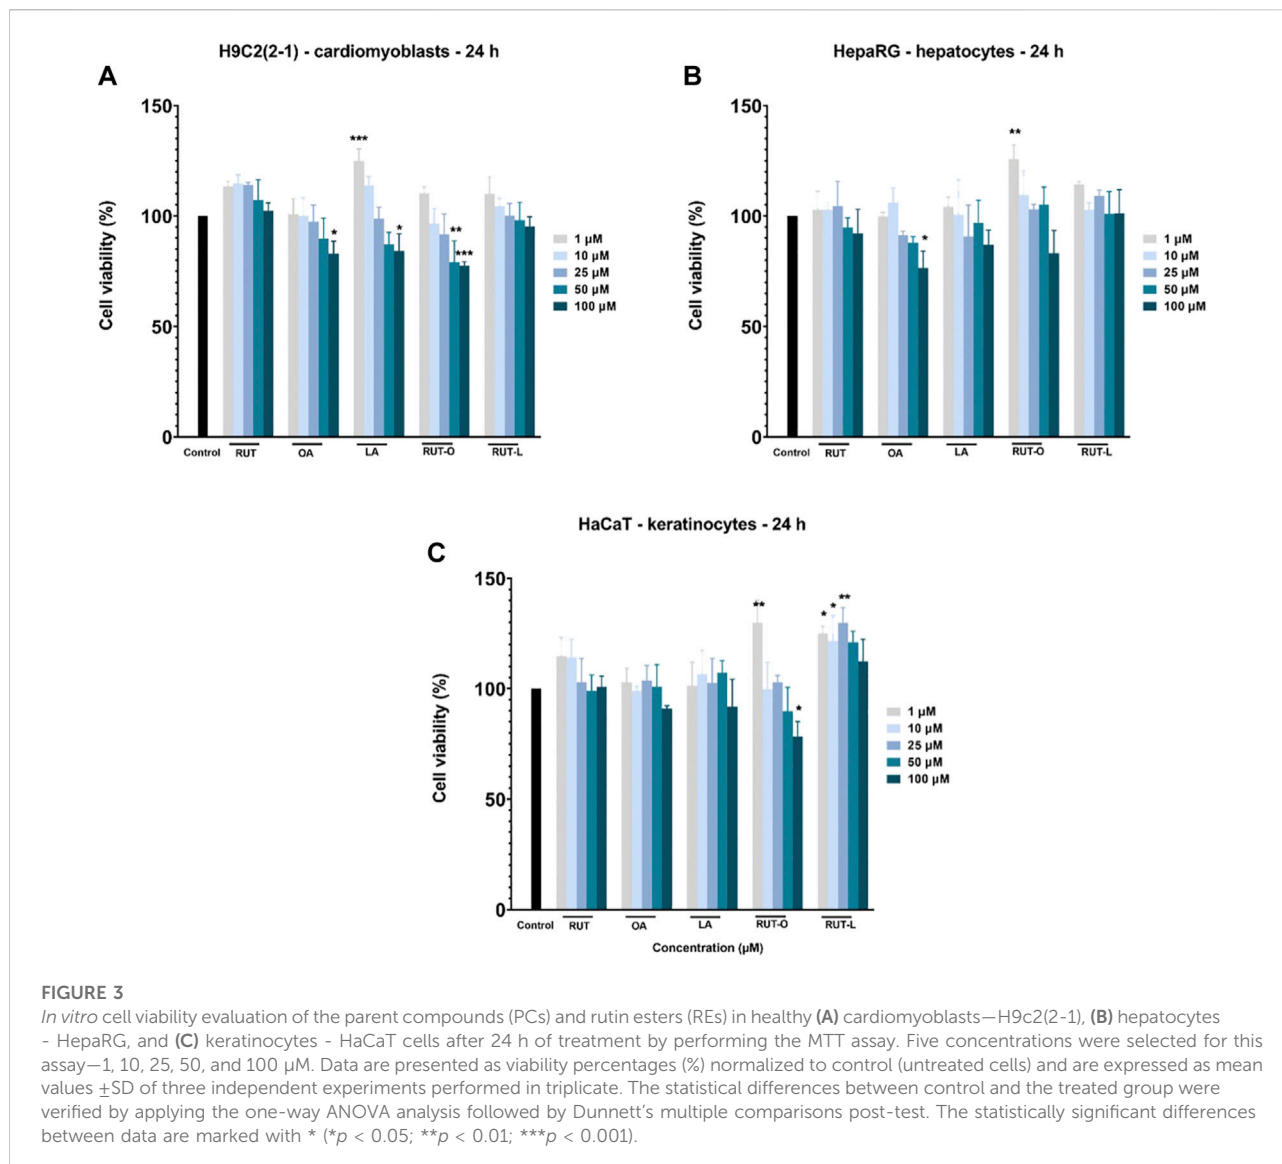 H9C2(2-1) - cardiomyoblasts - 24 h
A
Cell viability (%)
150
100
50
0
***
*
*
**
***
Control
RUT
OA
LA
RUT-O
RUT-L
1 µM
10 µM
25 µM
50 µM
100 µM
HepaRG - hepatocytes - 24 h
B
Cell viability (%)
150
100
50
0
*
**
Control
RUT
OA
LA
RUT-O
RUT-L
1 µM
10 µM
25 µM
50 µM
100 µM
HaCaT - keratinocytes - 24 h
C
Cell viability (%)
150
100
50
0
**
*
*
*
**
Control
RUT
OA
LA
RUT-O
RUT-L
Concentration (µM)
1 µM
10 µM
25 µM
50 µM
100 µM
FIGURE 3
In vitro cell viability evaluation of the parent compounds (PCs) and rutin esters (REs) in healthy (A) cardiomyoblasts—H9c2(2-1), (B) hepatocytes
- HepaRG, and (C) keratinocytes - HaCaT cells after 24 h of treatment by performing the MTT assay. Five concentrations were selected for this
assay—1, 10, 25, 50, and 100 µM. Data are presented as viability percentages (%) normalized to control (untreated cells) and are expressed as mean
values ±SD of three independent experiments performed in triplicate. The statistical differences between control and the treated group were
verified by applying the one-way ANOVA analysis followed by Dunnett's multiple comparisons post-test. The statistically significant differences
between data are marked with * (*p < 0.05; **p < 0.01; ***p < 0.001).